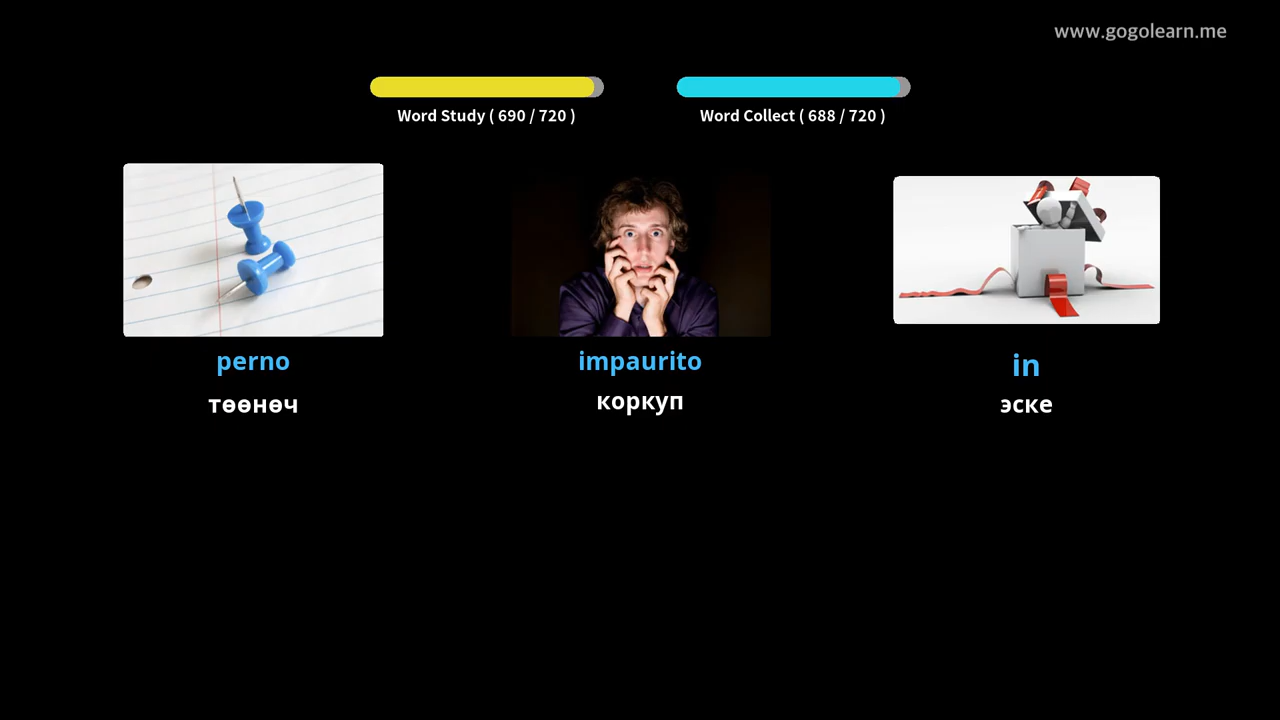 www.gogolearn.me
Word Study ( 690 / 720 )
Word Collect ( 688 / 720 )
perno
төөнөч
impaurito
коркуп
in
эске